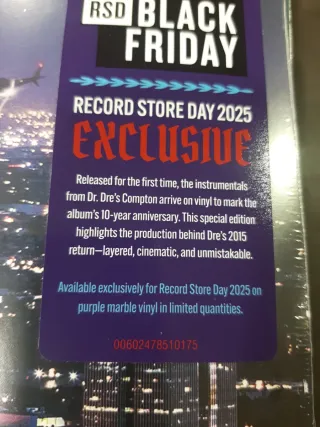 RSD BLACK
FRIDAY
RECORD STORE DAY 2025
EXCLUSIVE
Released for the first time, the instrumentals
from Dr. Dre's Compton arrive on vinyl to mark the
album's 10-year anniversary. This special edition
highlights the production behind Dre's 2015
return—layered, cinematic, and unmistakable.
Available exclusively for Record Store Day 2025 on
purple marble vinyl in limited quantities.
00602478510175